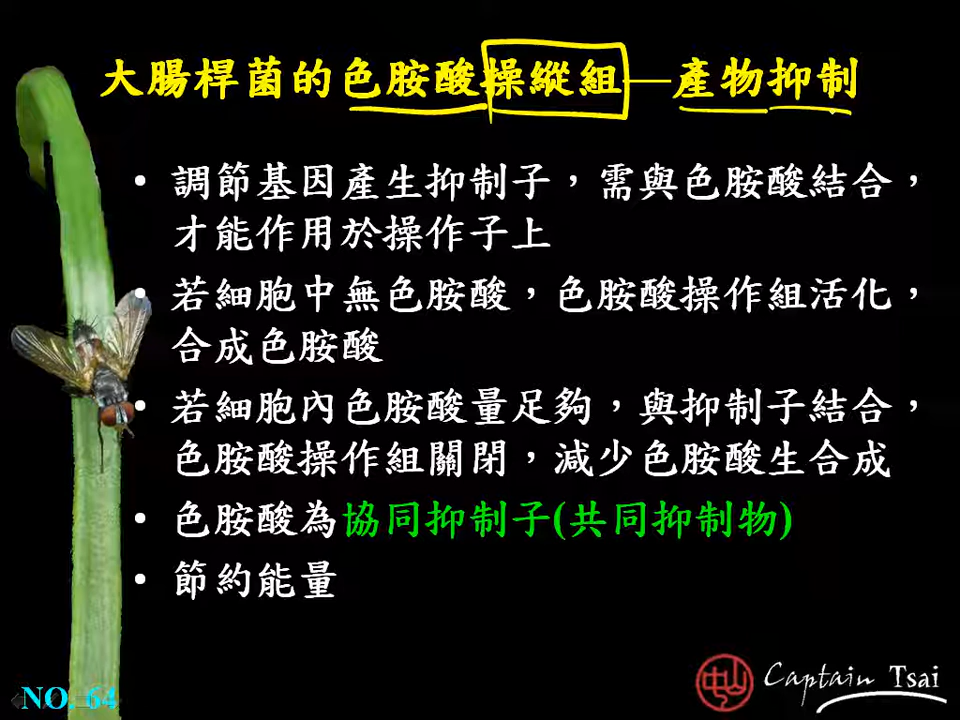 大腸桿菌的色胺酸操縱組—產物抑制
• 調節基因產生抑制子，需與色胺酸結合，
才能作用於操作子上
• 若細胞中無色胺酸，色胺酸操作組活化，
合成色胺酸
• 若細胞內色胺酸量足夠，與抑制子結合，
色胺酸操作組關閉，減少色胺酸生合成
• 色胺酸為協同抑制子(共同抑制物)
• 節約能量
Captain Tsai
NO. 64